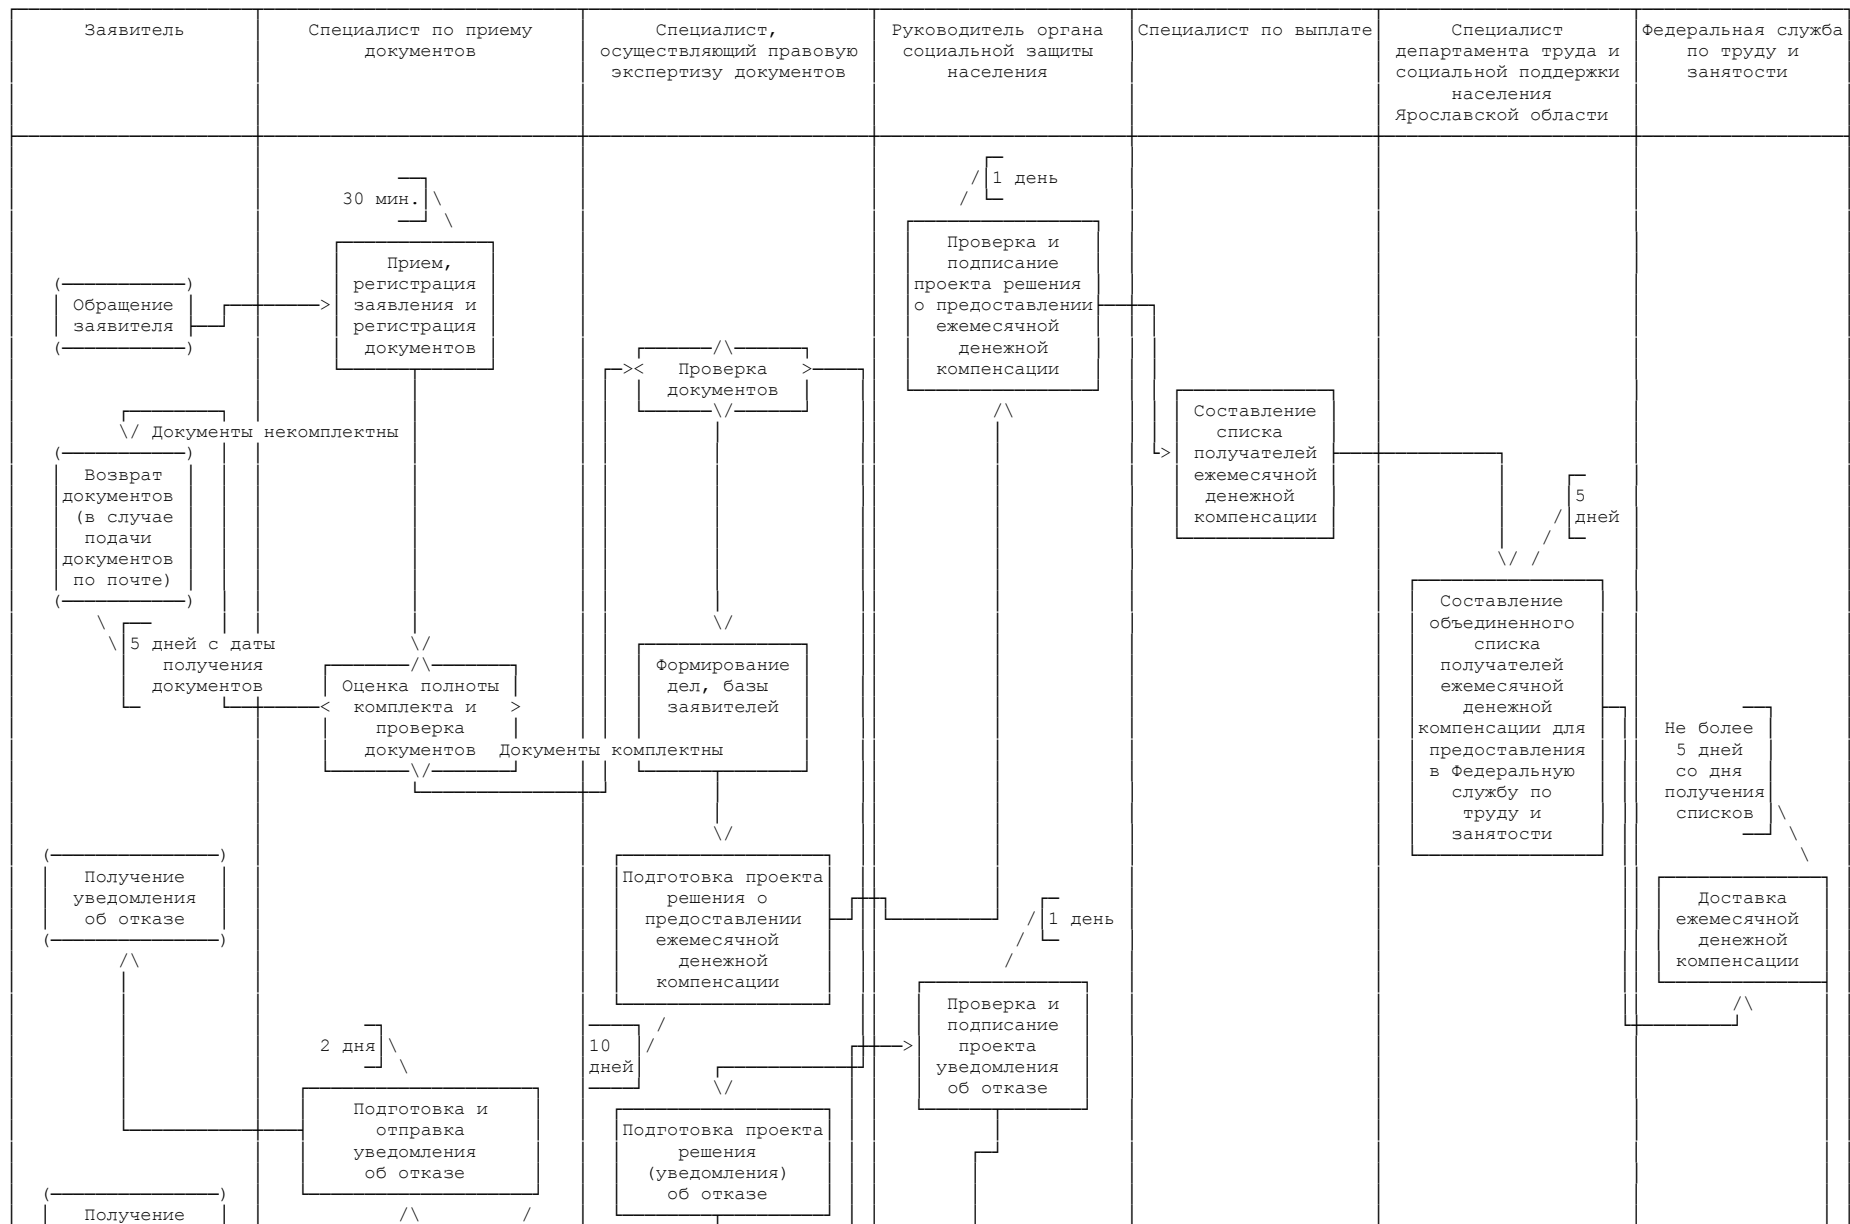 Заявитель
Специалист по приему
документов
Специалист,
осуществляющий правовую
экспертизу документов
Руководитель органа
социальной защиты
населения
Специалист по выплате
Специалист
департамента труда и
социальной поддержки
населения
Ярославской области
Федеральная служба
по труду и
занятости
30 мин.
1 день
Обращение
заявителя
Прием,
регистрация
заявления и
регистрация
документов
Проверка
документов
Проверка и
подписание
проекта решения
о предоставлении
ежемесячной
денежной
компенсации
Составление
списка
получателей
ежемесячной
денежной
компенсации
Документы некомплектны
Возврат
документов
(в случае
подачи
документов
по почте)
5
дней
5 дней с даты
получения
документов
Оценка полноты
комплекта и
проверка
документов
Документы комплектны
Формирование
дел, базы
заявителей
Составление
объединенного
списка
получателей
ежемесячной
денежной
компенсации для
предоставления
в Федеральную
службу по
труду и
занятости
Не более
5 дней
со дня
получения
списков
Получение
уведомления
об отказе
Подготовка проекта
решения о
предоставлении
ежемесячной
денежной
компенсации
1 день
Доставка
ежемесячной
денежной
компенсации
2 дня
10
дней
Проверка и
подписание
проекта
уведомления
об отказе
Подготовка и
отправка
уведомления
об отказе
Подготовка проекта
решения
(уведомления)
об отказе
Получение